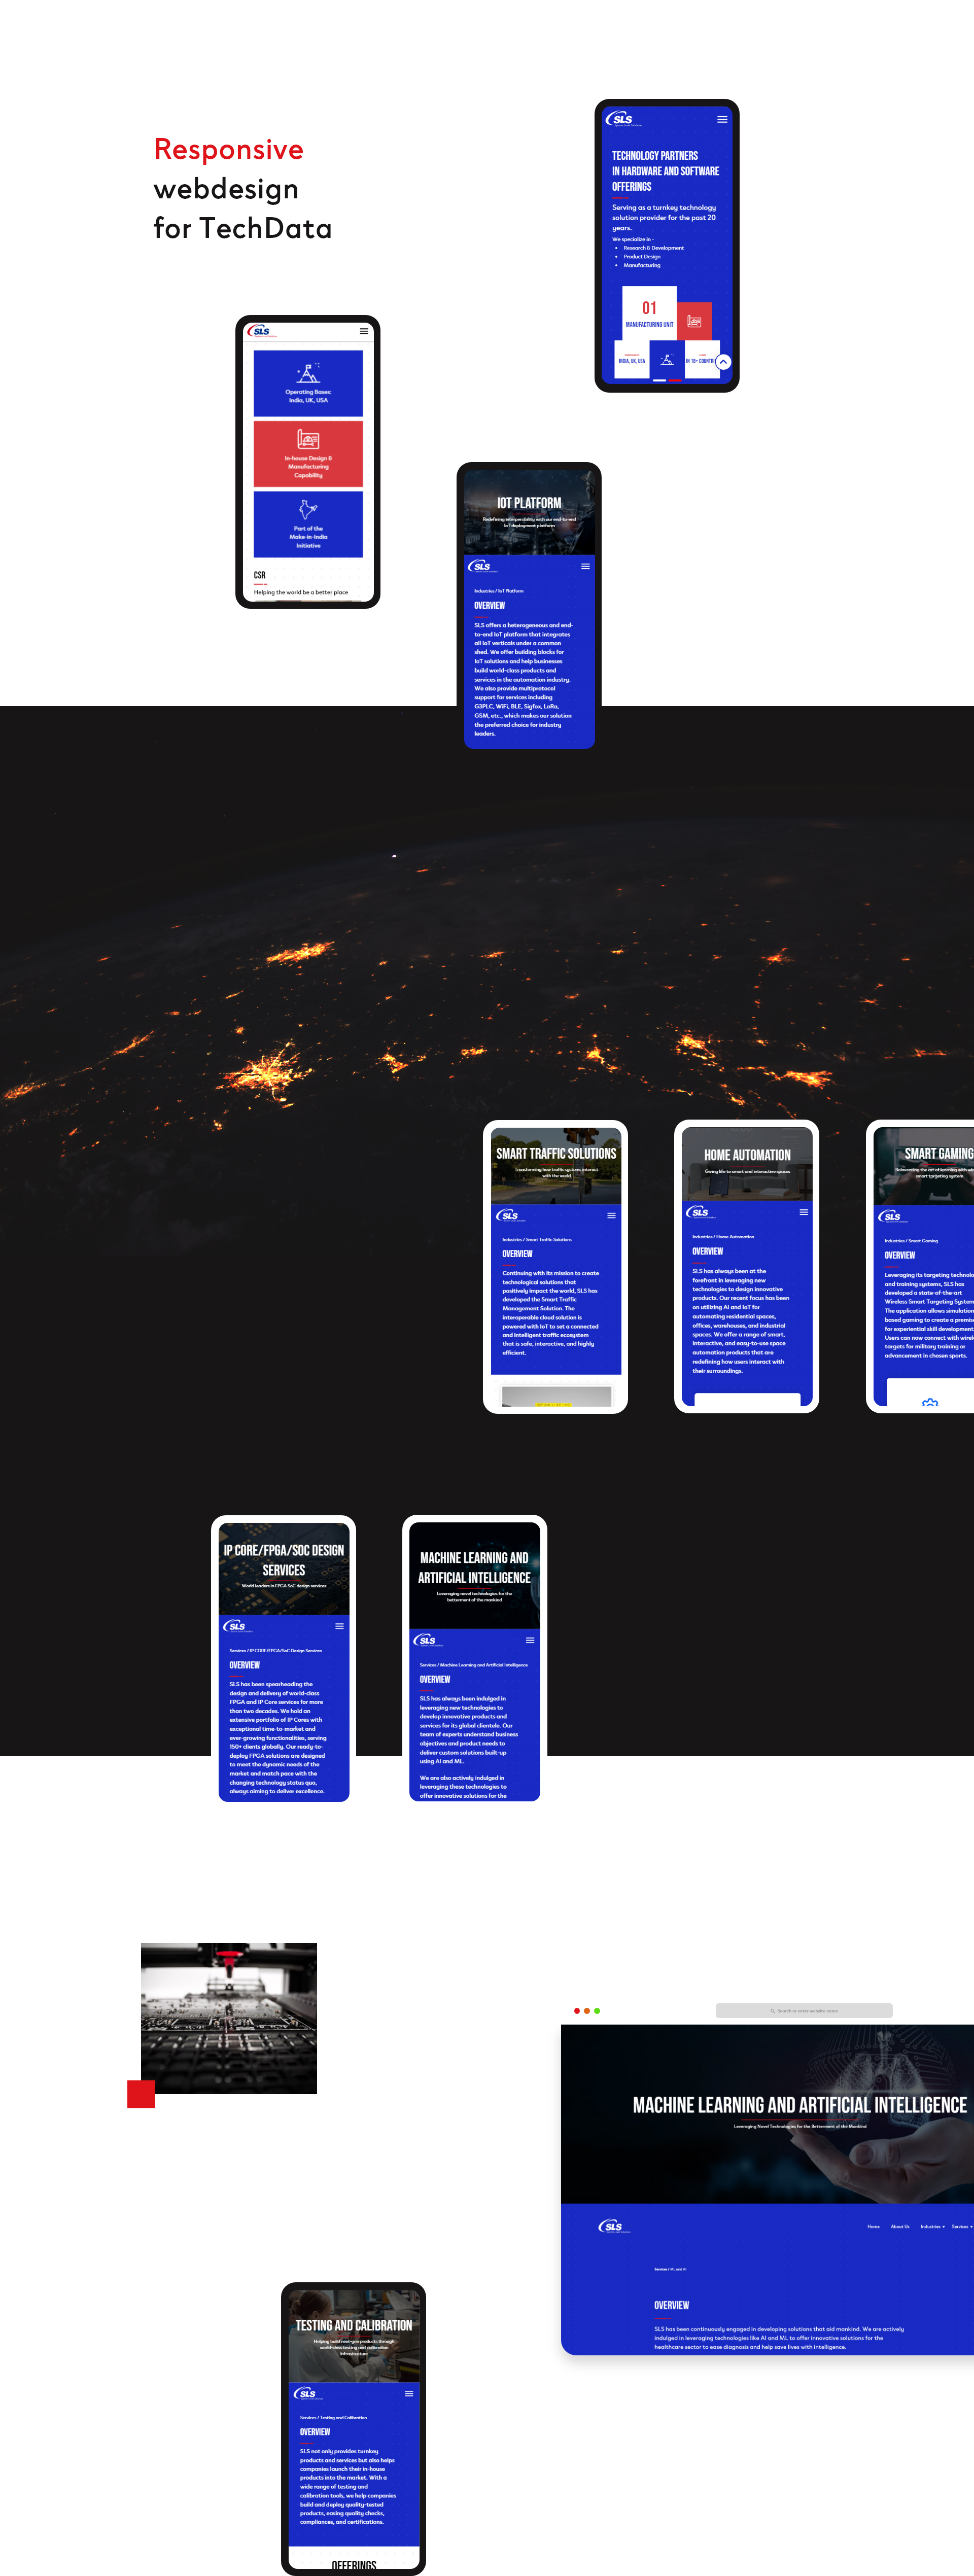 Responsive
webdesign
for TechData
SLS
TECHNOLOGY PARTNERS
IN HARDWARE AND SOFTWARE
OFFERINGS
Serving as a turnkey technology
solution provider for the past 20
years.
We specialize in -
• Research & Development
• Product Design
• Manufacturing
01
MANUFACTURING UNIT
INDIA, UK, USA
SLS
Operating Bases:
India, UK, USA
In-house Design &
Manufacturing
Capability
Part of the
Make-in-India
Initiative
CSR
Helping the world be a better place
IOT PLATFORM
Redefining interoperability with our end-to-end
IoT deployment platform
SLS
Industries / IoT Platform
OVERVIEW
SLS offers a heterogeneous and end-
to-end IoT platform that integrates
all IoT verticals under a common
shed. We offer building blocks for
IoT solutions and help businesses
build world-class products and
services in the automation industry.
We also provide multiprotocol
support for services including
G3PLC, WiFi, BLE, Sigfox, LoRa,
GSM, etc., which makes our solution
the preferred choice for industry
leaders.
SMART TRAFFIC SOLUTIONS
Transforming how traffic systems interact
with the world
SLS
Industries / Smart Traffic Solutions
OVERVIEW
Continuing with its mission to create
technological solutions that
positively impact the world, SLS has
developed the Smart Traffic
Management Solution. The
interoperable cloud solution is
powered with IoT to set a connected
and intelligent traffic ecosystem
that is safe, interactive, and highly
efficient.
HOME AUTOMATION
Giving life to smart and interactive spaces
SLS
Industries / Home Automation
OVERVIEW
SLS has always been at the
forefront in leveraging new
technologies to design innovative
products. Our recent focus has been
on utilizing AI and IoT for
automating residential spaces,
offices, warehouses, and industrial
spaces. We offer a range of smart,
interactive, and easy-to-use space
automation products that are
redefining how users interact with
their surroundings.
SMART GAMING
Reinventing the art of learning with
smart targeting system
SLS
Industries / Smart Gaming
OVERVIEW
Leveraging its targeting
and training systems, SLS has
developed a state-of-the-art
Wireless Smart Targeting System
The application allows simulation
based gaming to create a
for experiential skill development
Users can now connect with
targets for military training or
advancement in chosen sports.
IP CORE/FPGA/SOC DESIGN
SERVICES
World leaders in FPGA SoC design services
SLS
Services / IP CORE/FPGA/SoC Design Services
OVERVIEW
SLS has been spearheading the
design and delivery of world-class
FPGA and IP Core services for more
than two decades. We hold an
extensive portfolio of IP Cores with
exceptional time-to-market and
ever-growing functionalities, serving
150+ clients globally. Our ready-to-
deploy FPGA solutions are designed
to meet the dynamic needs of the
market and match pace with the
changing technology status quo,
always aiming to deliver excellence.
MACHINE LEARNING AND
ARTIFICIAL INTELLIGENCE
Leveraging novel technologies for the
betterment of the mankind
SLS
Services / Machine Learning and Artificial Intelligence
OVERVIEW
SLS has always been indulged in
leveraging new technologies to
develop innovative products and
services for its global clientele. Our
team of experts understand business
objectives and product needs to
deliver custom solutions built-up
using AI and ML.
We are also actively indulged in
leveraging these technologies to
offer innovative solutions for the
Search or enter website name
MACHINE LEARNING AND ARTIFICIAL INTELLIGENCE
Leveraging Novel Technologies for the Betterment of the Mankind
SLS
Home About Us Industries Services
Services / ML and AI
OVERVIEW
SLS has been continuously engaged in developing solutions that aid mankind. We are actively
indulged in leveraging technologies like AI and ML to offer innovative solutions for the
healthcare sector to ease diagnosis and help save lives with intelligence.
TESTING AND CALIBRATION
Helping build next-gen products through
world-class testing and calibration
infrastructure
SLS
Services / Testing and Calibration
OVERVIEW
SLS not only provides turnkey
products and services but also helps
companies launch their in-house
products into the market. With a
wide range of testing and
calibration tools, we help companies
build and deploy quality-tested
products, easing quality checks,
compliances, and certifications.
OFFERINGS